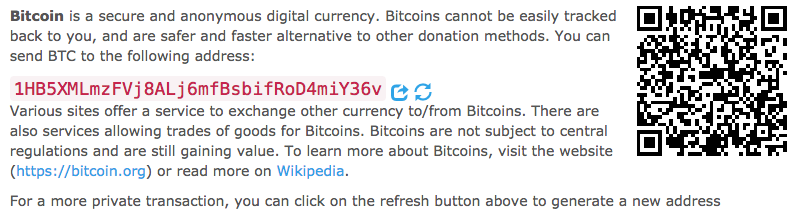 Bitcoin is a secure and anonymous digital currency. Bitcoins cannot be easily tracked
back to you, and are safer and faster alternative to other donation methods. You can
send BTC to the following address:
1HB5XMLmzFVj8ALj6mfBsbifRoD4miY36v
Various sites offer a service to exchange other currency to/from Bitcoins. There are
also services allowing trades of goods for Bitcoins. Bitcoins are not subject to central
regulations and are still gaining value. To learn more about Bitcoins, visit the website
(https://bitcoin.org) or read more on Wikipedia.
For a more private transaction, you can click on the refresh button above to generate a new address